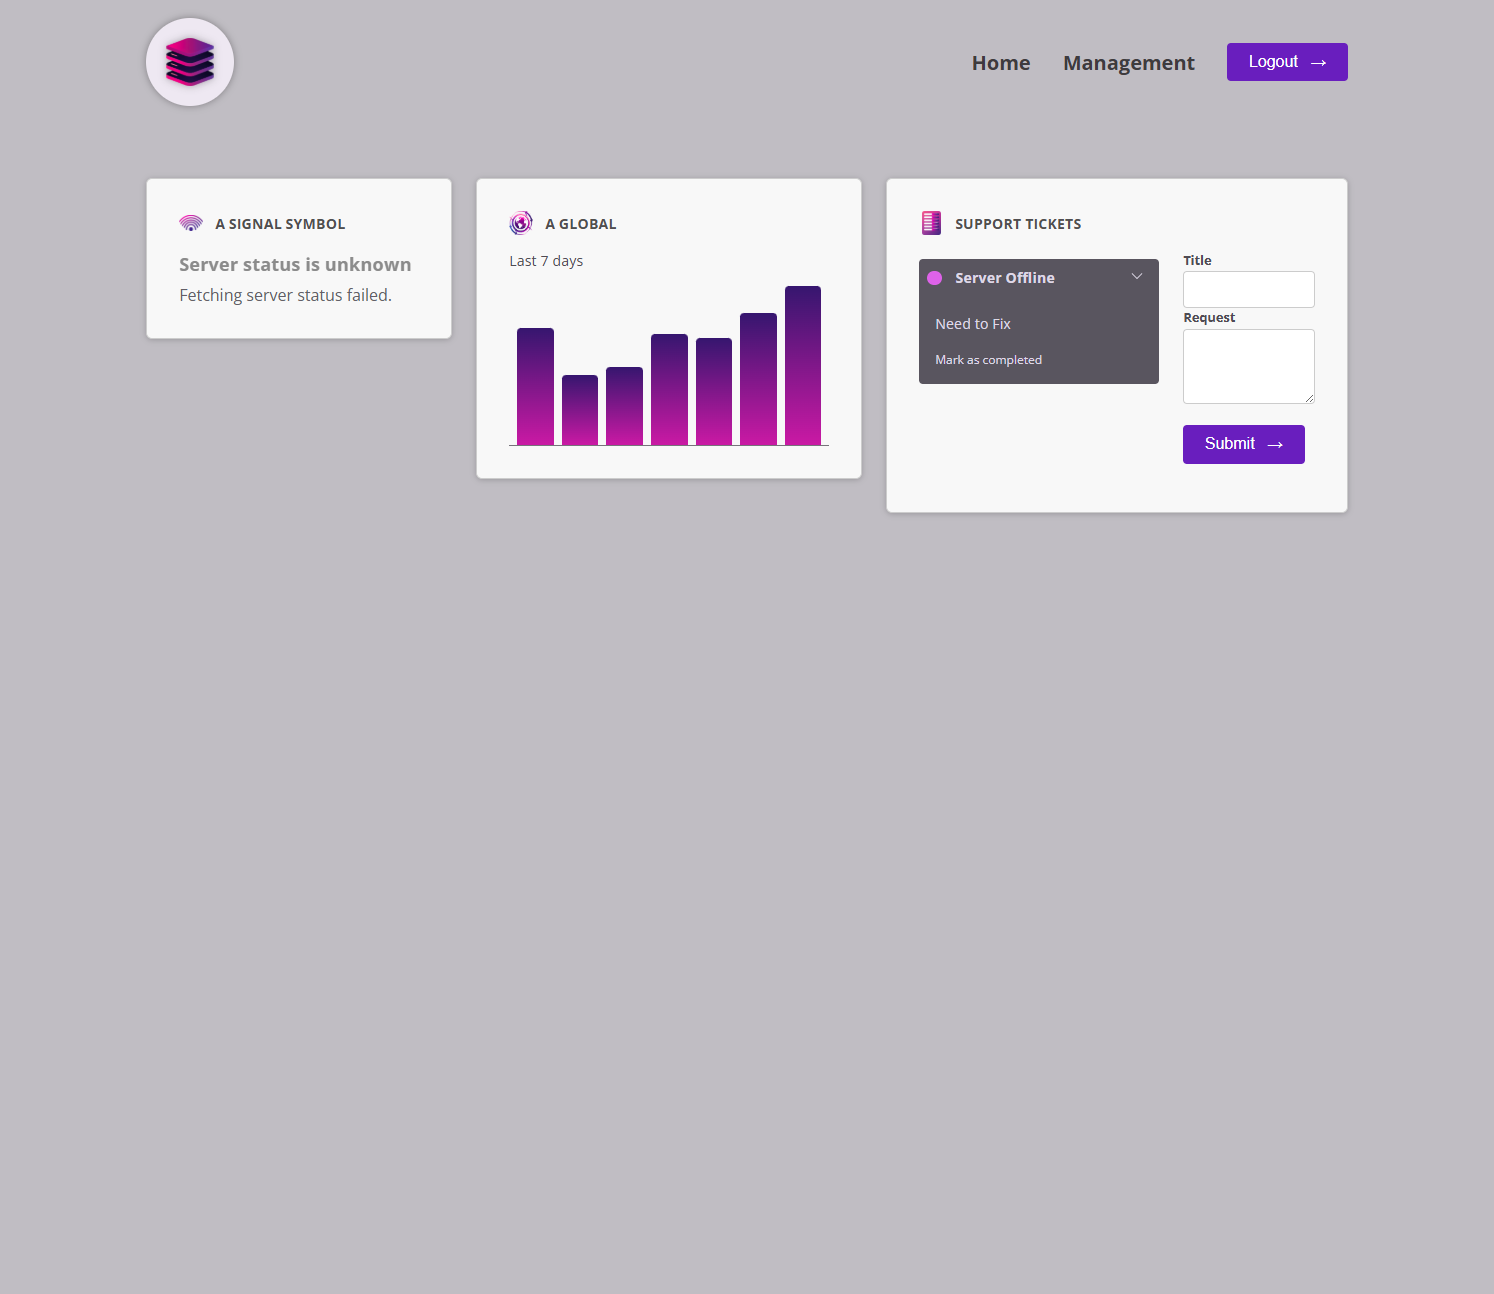 Home
Management
Logout →
A SIGNAL SYMBOL
Server status is unknown
Fetching server status failed.
A GLOBAL
Last 7 days
SUPPORT TICKETS
Server Offline
Need to Fix
Mark as completed
Title
Request
Submit →